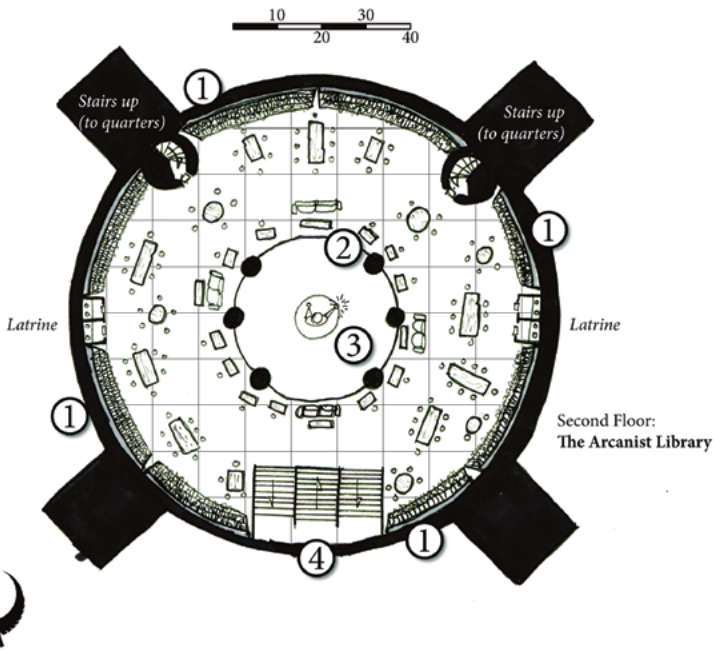 10 30
20 40
1
Stairs up
(to quarters)
Stairs up
(to quarters)
1
2
Latrine
3
Latrine
1
Second Floor:
The Arcanist Library
1
4